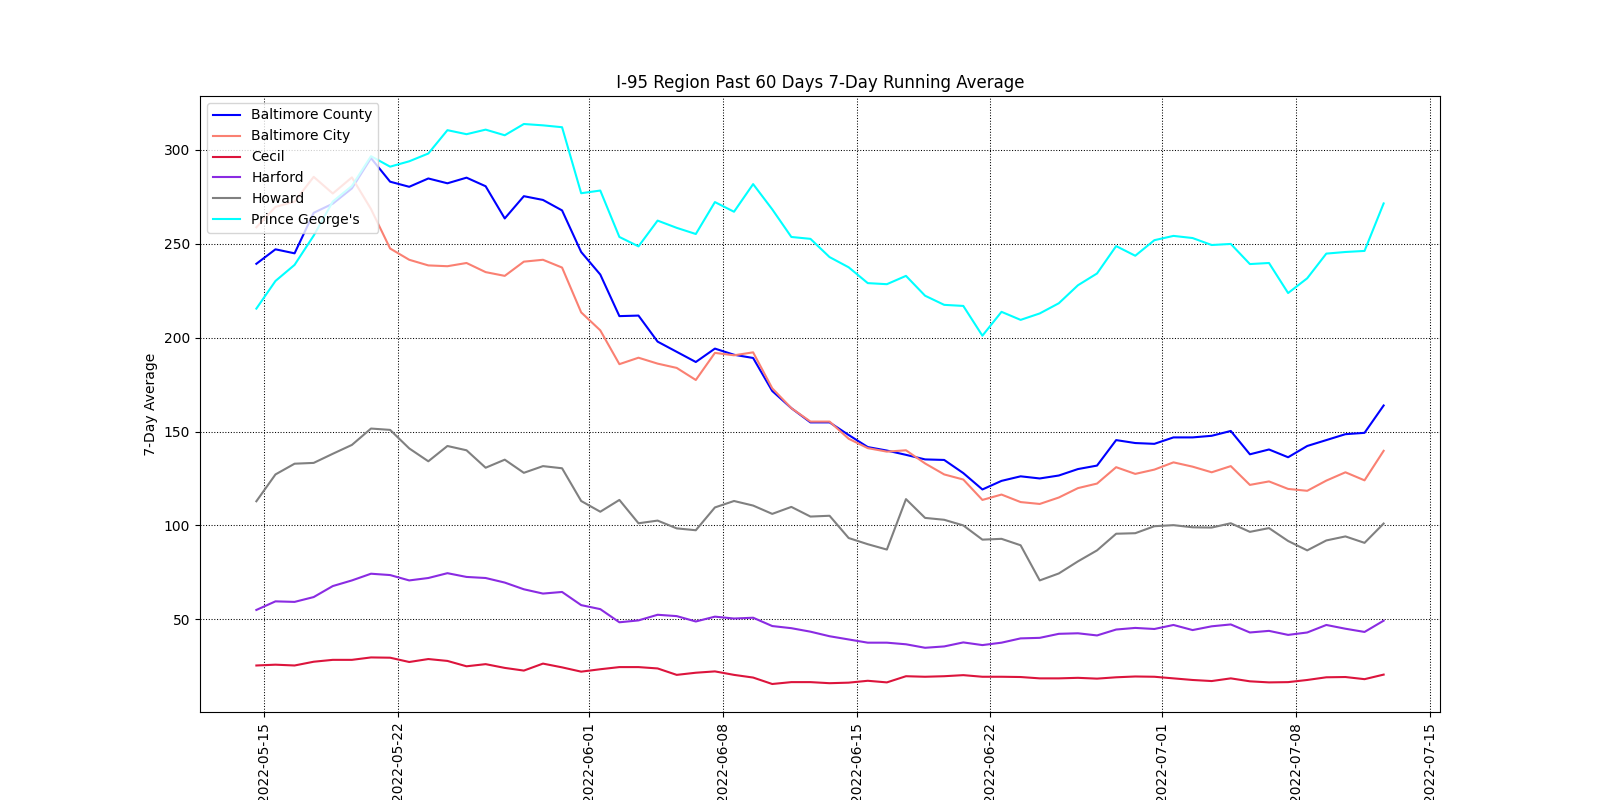 I-95 Region Past 60 Days 7-Day Running Average
Baltimore County
Baltimore City
Cecil
Harford
Howard
Prince George's
300
250
200
150
100
50
7-Day Average
2022-05-15
2022-05-22
2022-06-01
2022-06-08
2022-06-15
2022-06-22
2022-07-01
2022-07-08
2022-07-15